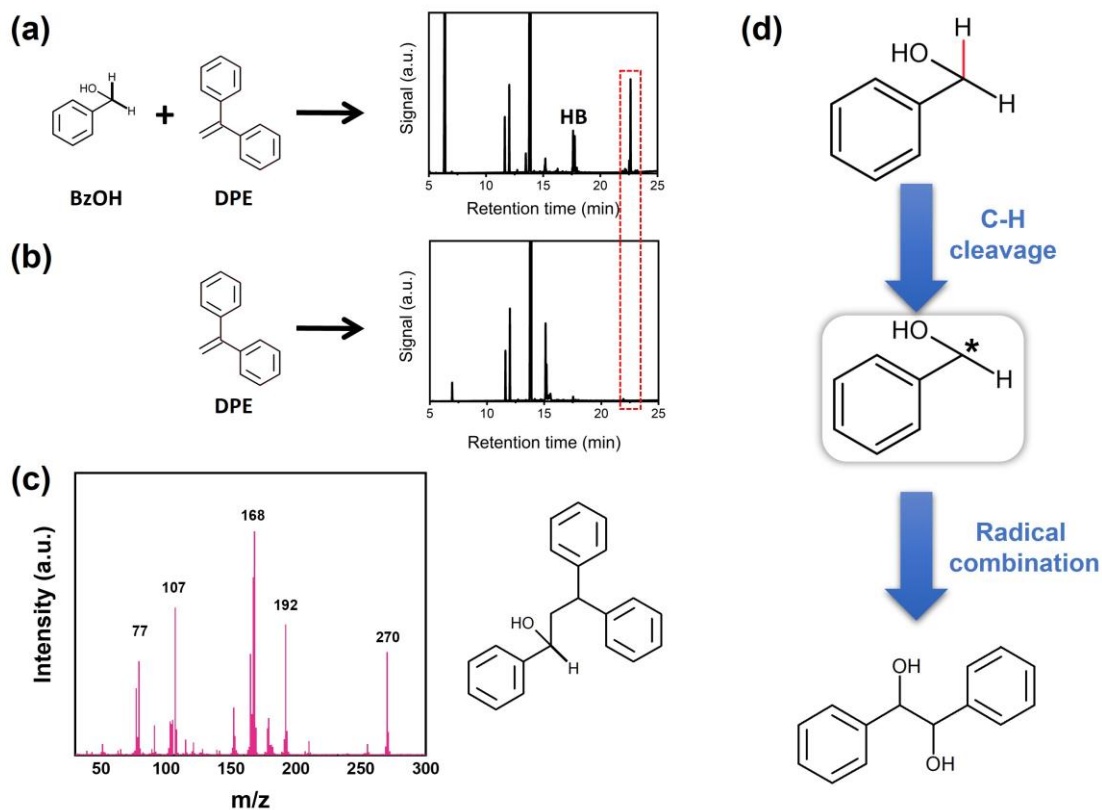 (a)
HO
H
H
BzOH
+
DPE
Signal (a.u.)
HB
5 10 15 20 25
Retention time (min)
(b)
DPE
Signal (a.u.)
5 10 15 20 25
Retention time (min)
(c)
Intensity (a.u.)
77
107
168
192
270
50 100 150 200 250 300
m/z
HO
H
(d)
H
HO
H
C-H
cleavage
HO
*
H
Radical
combination
OH
OH